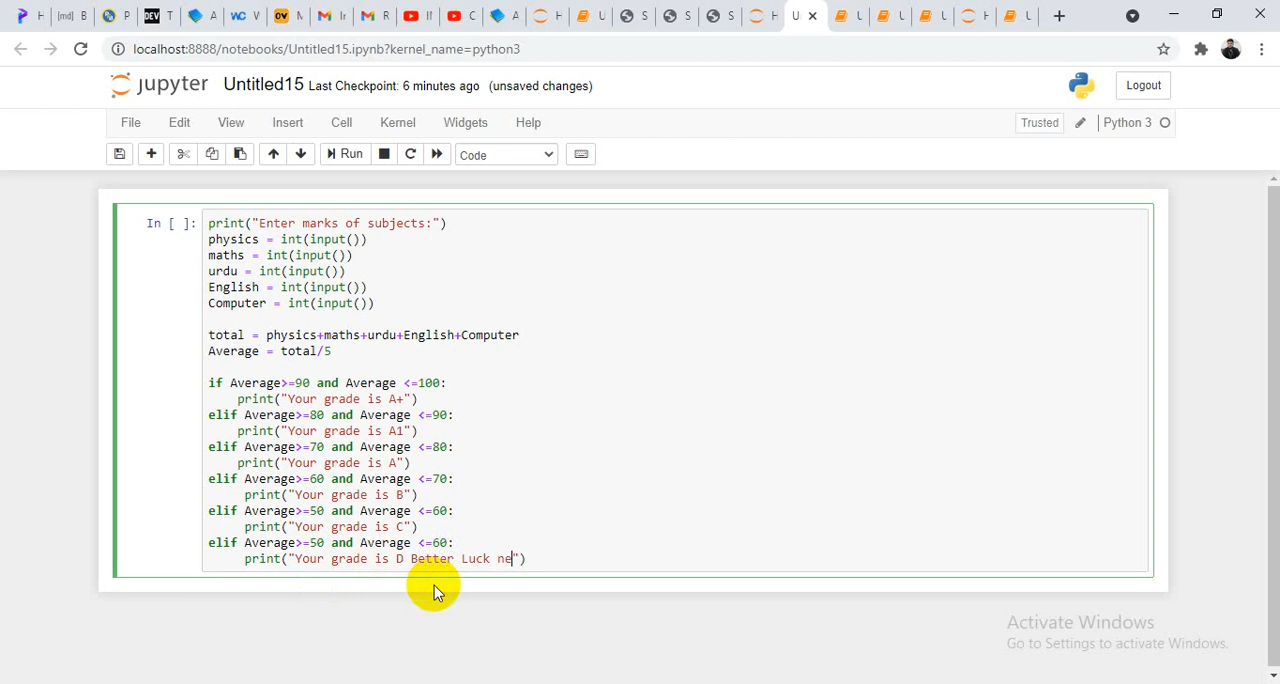 H [md] B P DEV T A WC V OV M Ir R If C A H U S S S H U U U U H U
localhost:8888/notebooks/Untitled15.ipynb?kernel_name=python3
jupyter Untitled15 Last Checkpoint: 6 minutes ago (unsaved changes) Logout
File Edit View Insert Cell Kernel Widgets Help Trusted Python 3
Run Code
In [ ]: print("Enter marks of subjects:")
physics = int(input())
maths = int(input())
urdu = int(input())
English = int(input())
Computer = int(input())
total = physics+maths+urdu+English+Computer
Average = total/5
if Average>=90 and Average <=100:
print("Your grade is A+")
elif Average>=80 and Average <=90:
print("Your grade is A1")
elif Average>=70 and Average <=80:
print("Your grade is A")
elif Average>=60 and Average <=70:
print("Your grade is B")
elif Average>=50 and Average <=60:
print("Your grade is C")
elif Average>=50 and Average <=60:
print("Your grade is D Better Luck ne")
Activate Windows
Go to Settings to activate Windows.